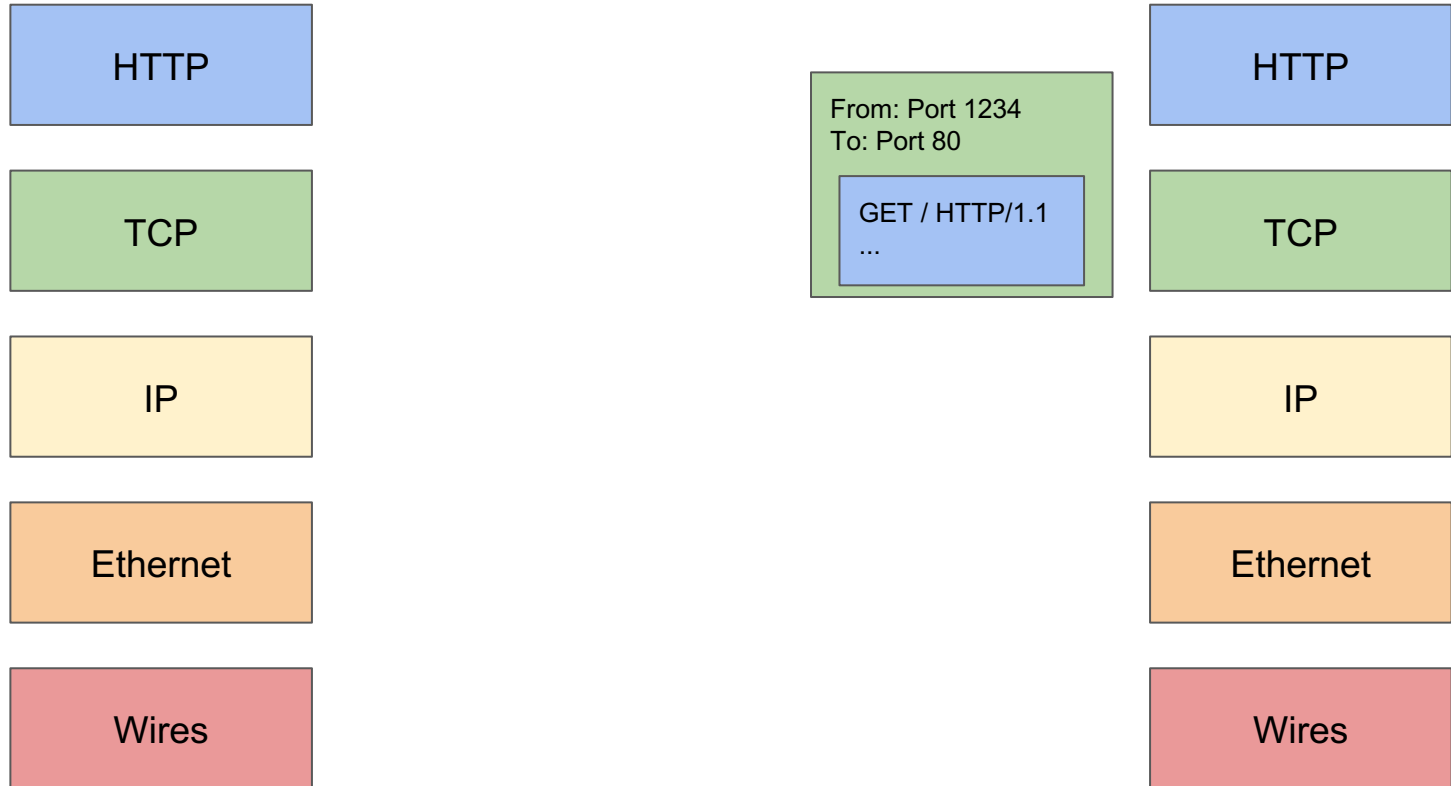 HTTP
TCP
IP
Ethernet
Wires
From: Port 1234
To: Port 80
GET / HTTP/1.1
...
HTTP
TCP
IP
Ethernet
Wires